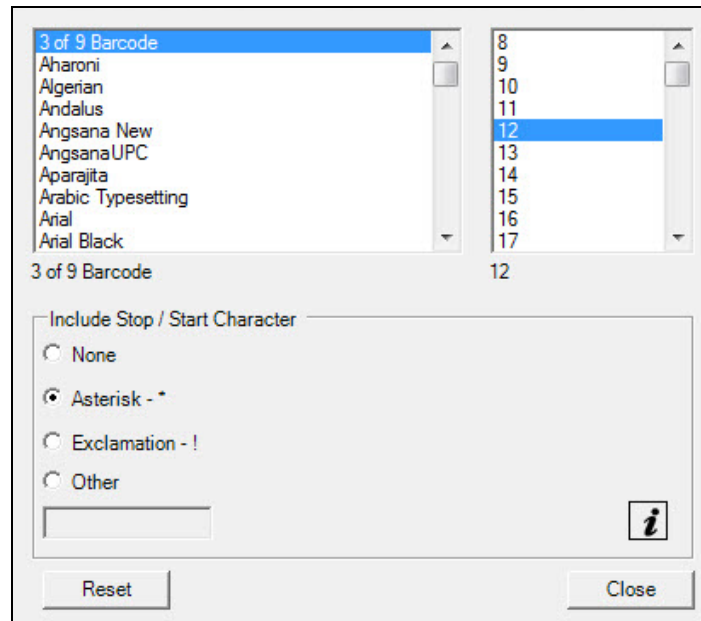 3 of 9 Barcode
Aharoni
Algerian
Andalus
Angsana New
AngsanaUPC
Aparajita
Arabic Typesetting
Arial
Arial Black
8
9
10
11
12
13
14
15
16
17
3 of 9 Barcode
12
Include Stop / Start Character
None
Asterisk - *
Exclamation - !
Other
i
Reset
Close